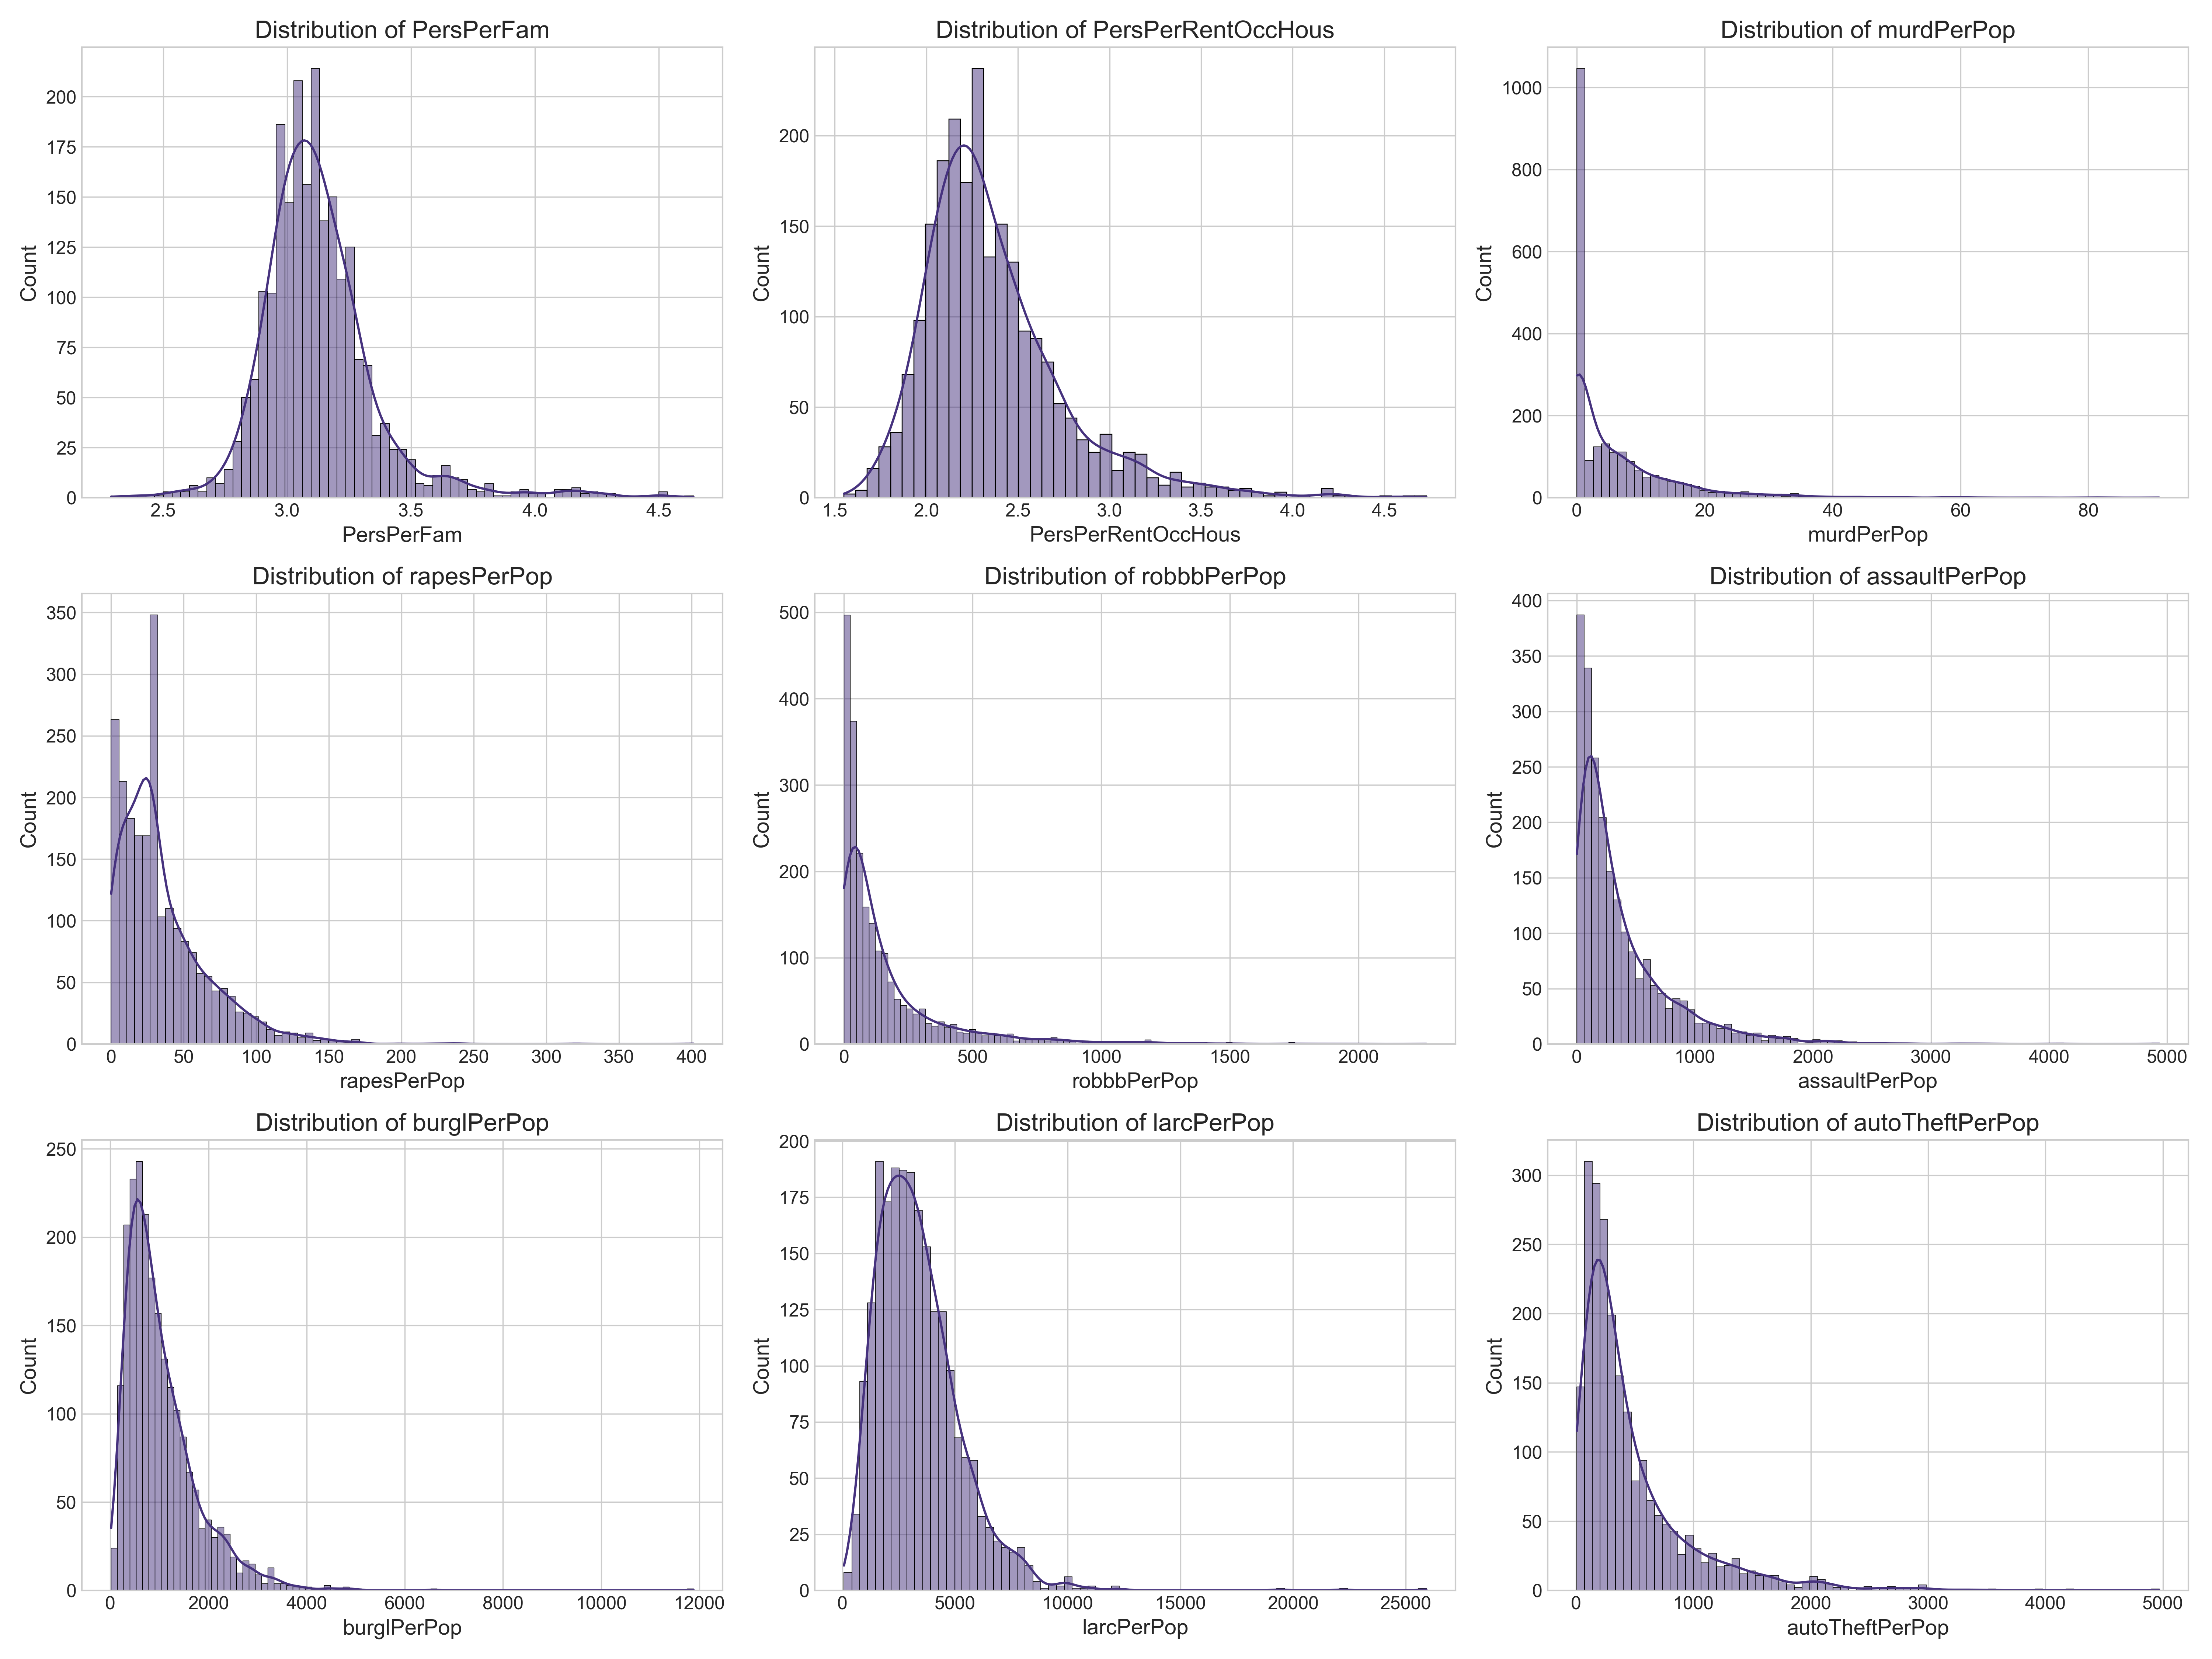 Distribution of PersPerFam
Count
200
175
150
125
100
75
50
25
0
2.5 3.0 3.5 4.0 4.5
PersPerFam
Distribution of PersPerRentOccHous
Count
200
150
100
50
0
1.5 2.0 2.5 3.0 3.5 4.0 4.5
PersPerRentOccHous
Distribution of murdPerPop
Count
1000
800
600
400
200
0
0 20 40 60 80
murdPerPop
Distribution of rapesPerPop
Count
350
300
250
200
150
100
50
0
0 50 100 150 200 250 300 350 400
rapesPerPop
Distribution of robbbPerPop
Count
500
400
300
200
100
0
0 500 1000 1500 2000
robbbPerPop
Distribution of assaultPerPop
Count
400
350
300
250
200
150
100
50
0
0 1000 2000 3000 4000 5000
assaultPerPop
Distribution of burglPerPop
Count
250
200
150
100
50
0
0 2000 4000 6000 8000 10000 12000
burglPerPop
Distribution of larcPerPop
Count
200
175
150
125
100
75
50
25
0
0 5000 10000 15000 20000 25000
larcPerPop
Distribution of autoTheftPerPop
Count
300
250
200
150
100
50
0
0 1000 2000 3000 4000 5000
autoTheftPerPop